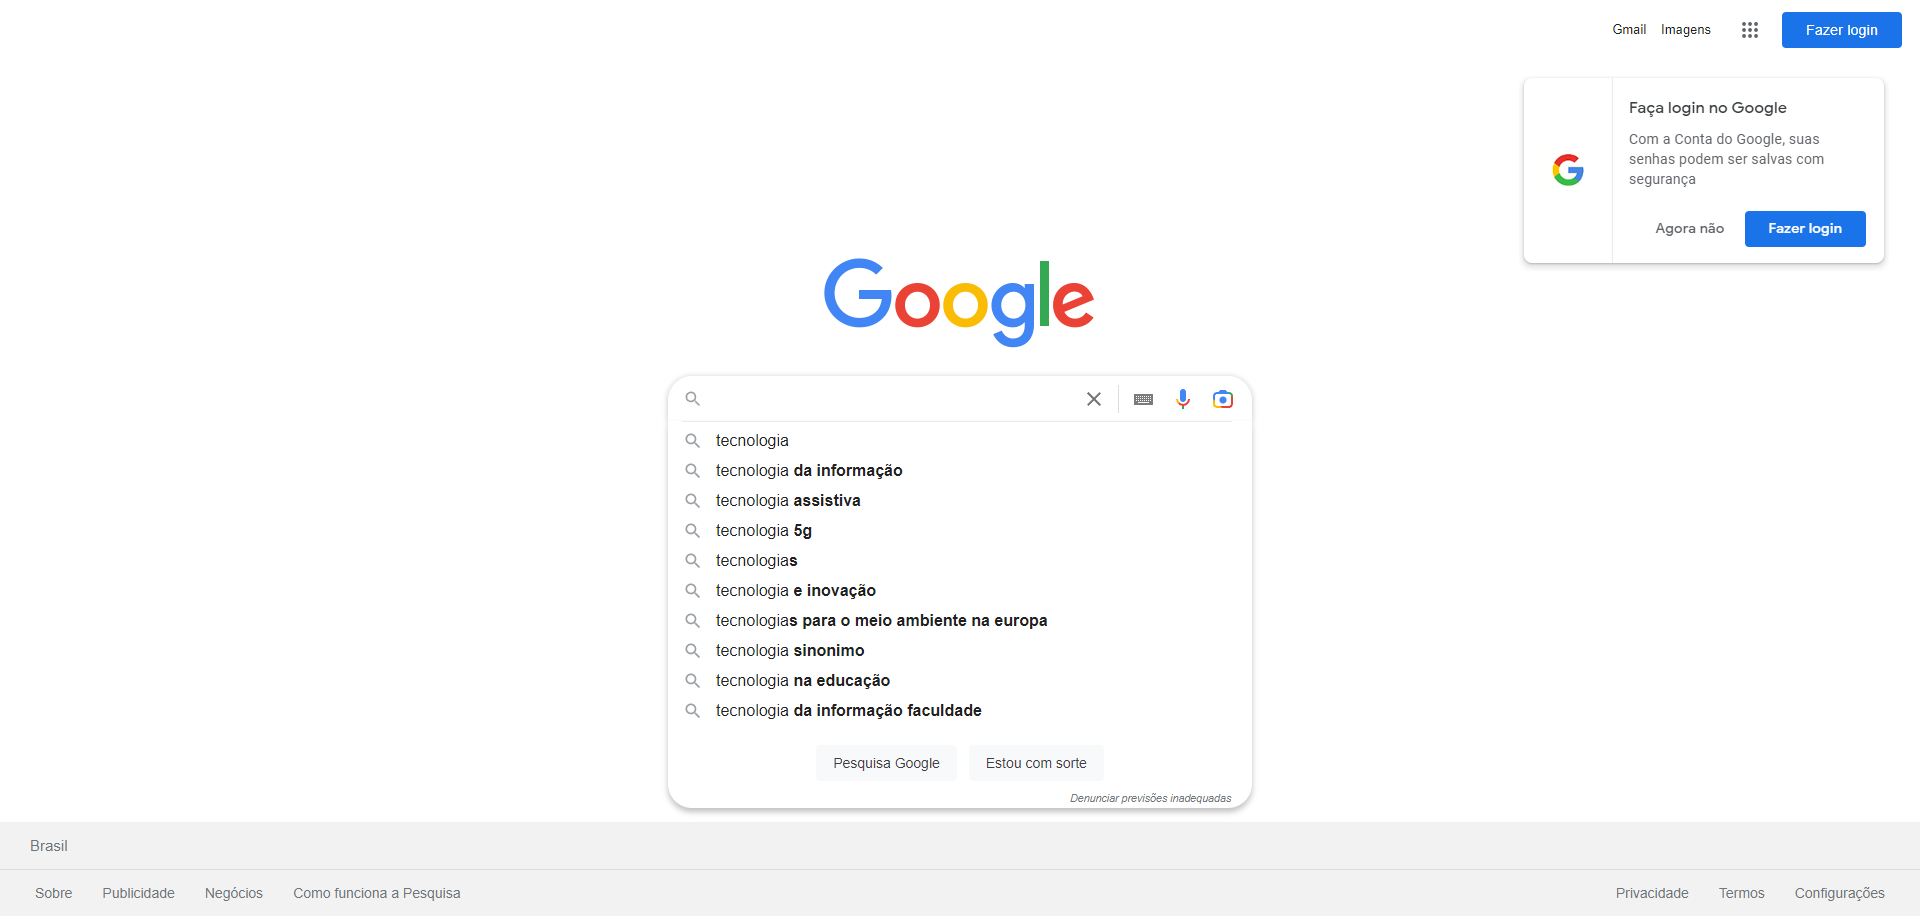 Gmail Imagens Fazer login
Faça login no Google
Com a Conta do Google, suas
senhas podem ser salvas com
segurança
Agora não Fazer login
Google
tecnologia
tecnologia da informação
tecnologia assistiva
tecnologia 5g
tecnologias
tecnologia e inovação
tecnologias para o meio ambiente na europa
tecnologia sinonimo
tecnologia na educação
tecnologia da informação faculdade
Pesquisa Google Estou com sorte
Denunciar previsões inadequadas
Brasil
Sobre Publicidade Negócios Como funciona a Pesquisa Privacidade Termos Configurações